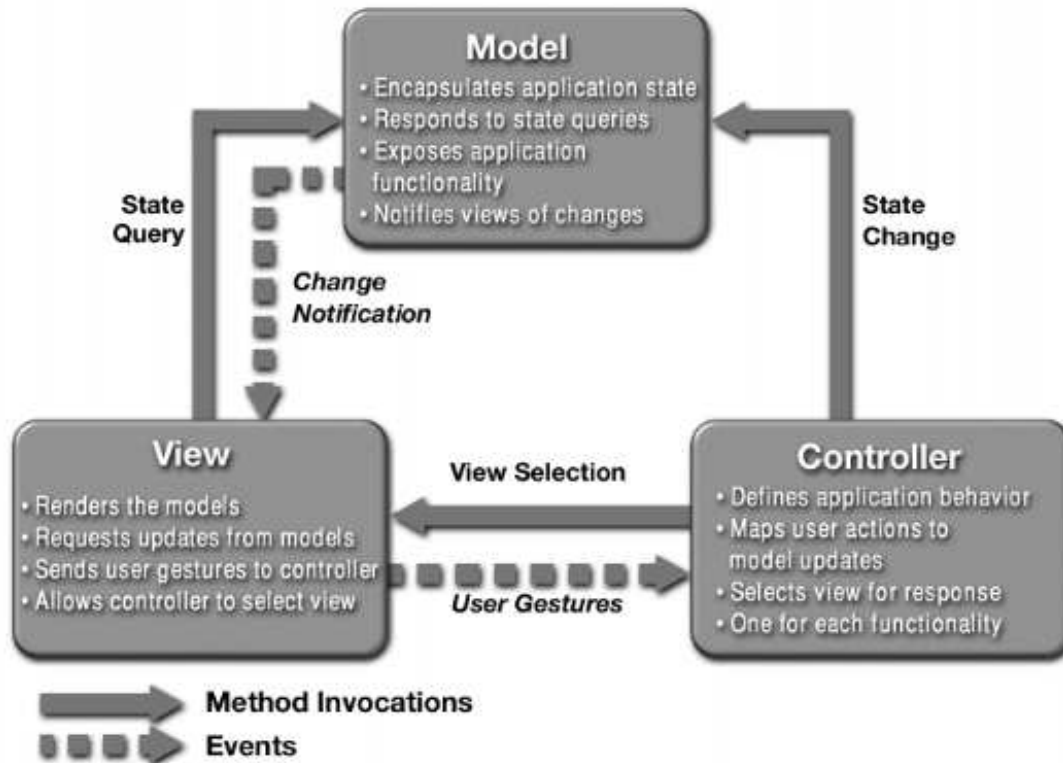 Model
• Encapsulates application state
• Responds to state queries
• Exposes application
functionality
• Notifies views of changes
State
Query
State
Change
Change
Notification
View
• Renders the models
• Requests updates from models
• Sends user gestures to controller
• Allows controller to select view
View Selection
User Gestures
Controller
• Defines application behavior
• Maps user actions to
model updates
• Selects view for response
• One for each functionality
Method Invocations
Events